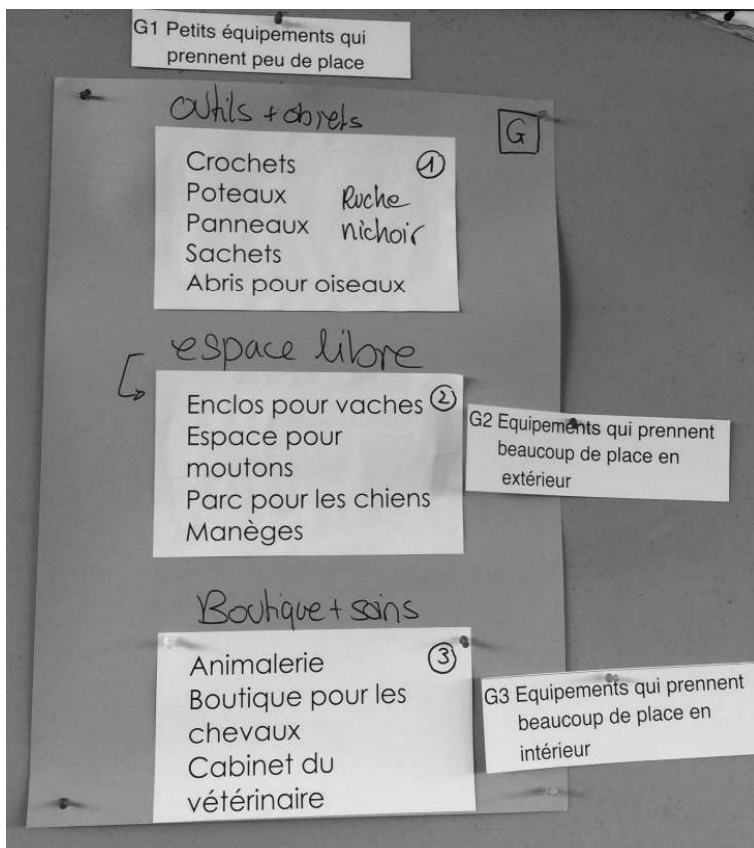 G1 Petits équipements qui
prennent peu de place
outils + objets
G
Crochets
1
Poteaux
Ruche
Panneaux
nichoir
Sachets
Abris pour oiseaux
espace libre
Enclos pour vaches
2
Espace pour
moutons
Parc pour les chiens
Manèges
G2 Equipements qui prennent
beaucoup de place en
extérieur
Boutique + soins
Animalerie
3
Boutique pour les
chevaux
Cabinet du
vétérinaire
G3 Equipements qui prennent
beaucoup de place en
intérieur